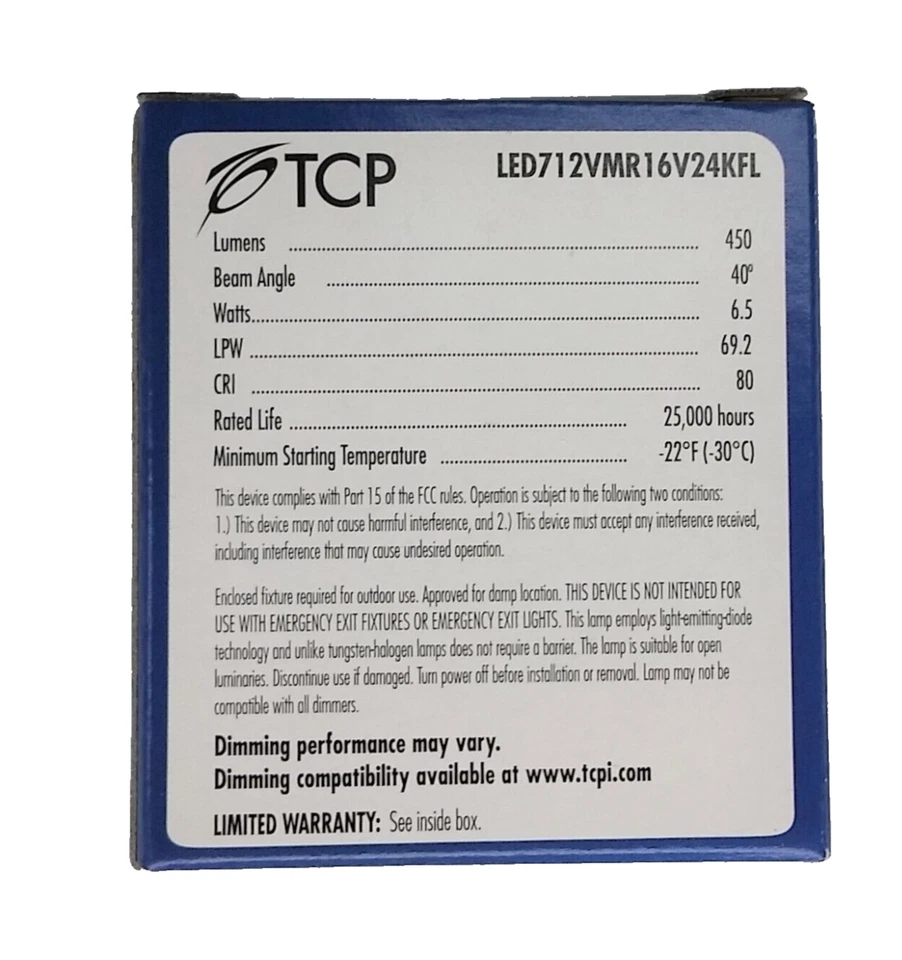 TCP LED712VMR16V24KFL
Lumens ........ 450
Beam Angle ........ 40°
Watts........ 6.5
LPW ........ 69.2
CRI ........ 80
Rated Life ........ 25,000 hours
Minimum Starting Temperature ........ -22°F (-30°C)
This device complies with Part 15 of the FCC rules. Operation is subject to the following two conditions:
1.) This device may not cause harmful interference, and 2.) This device must accept any interference received,
including interference that may cause undesired operation.
Enclosed fixture required for outdoor use. Approved for damp location. THIS DEVICE IS NOT INTENDED FOR
USE WITH EMERGENCY EXIT FIXTURES OR EMERGENCY EXIT LIGHTS. This lamp employs light-emitting-diode
technology and unlike tungsten-halogen lamps does not require a barrier. The lamp is suitable for open
luminaries. Discontinue use if damaged. Turn power off before installation or removal. Lamp may not be
compatible with all dimmers.
Dimming performance may vary.
Dimming compatibility available at www.tcpi.com
LIMITED WARRANTY: See inside box.